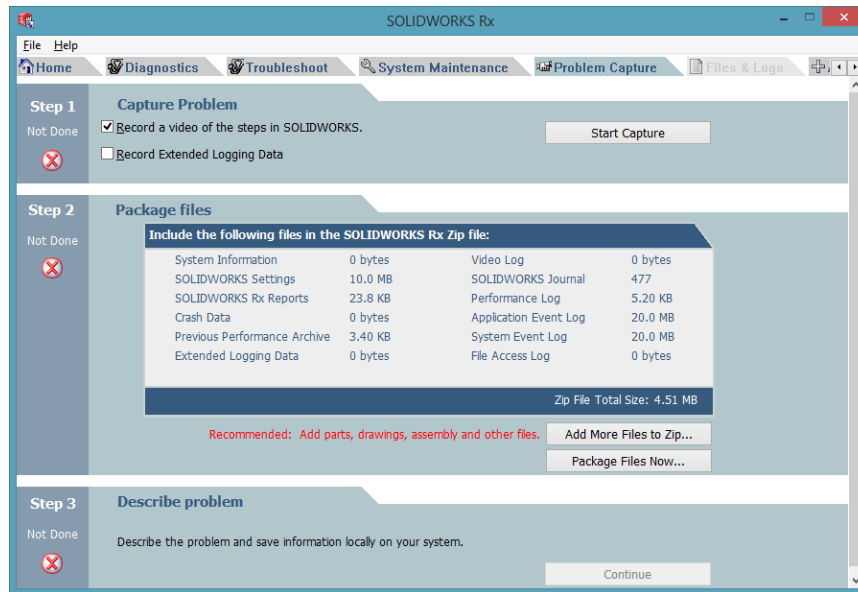 SOLIDWORKS Rx
File Help
Home Diagnostics Troubleshoot System Maintenance Problem Capture Files & Logs
Step 1 Capture Problem
Not Done Record a video of the steps in SOLIDWORKS. Start Capture
Record Extended Logging Data
Step 2 Package files
Not Done Include the following files in the SOLIDWORKS Rx Zip file:
System Information 0 bytes Video Log 0 bytes
SOLIDWORKS Settings 10.0 MB SOLIDWORKS Journal 477
SOLIDWORKS Rx Reports 23.8 KB Performance Log 5.20 KB
Crash Data 0 bytes Application Event Log 20.0 MB
Previous Performance Archive 3.40 KB System Event Log 20.0 MB
Extended Logging Data 0 bytes File Access Log 0 bytes
Zip File Total Size: 4.51 MB
Recommended: Add parts, drawings, assembly and other files. Add More Files to Zip...
Package Files Now...
Step 3 Describe problem
Not Done
Describe the problem and save information locally on your system.
Continue